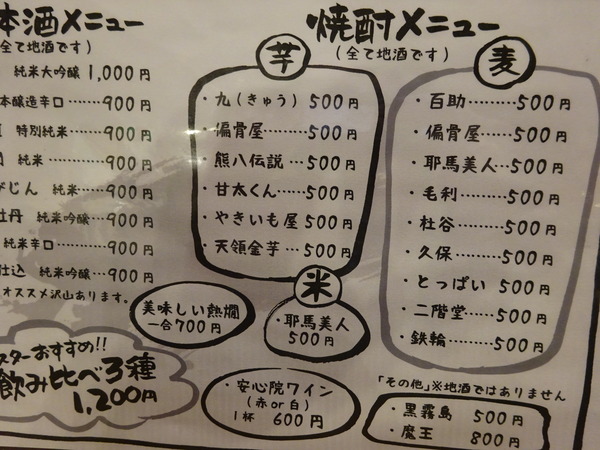 本酒メニュー
全て地酒です)
純米大吟醸 1,000円
本醸造辛口……900円
特別純米…900円
純米……900円
がじん 純米…900円
牡丹 純米吟醸…900円
純米辛口……900円
仕込 純米吟醸…900円
オススメ沢山あります。
美味しい熱燗
一合700円
スターおすすめ!!
飲み比べ3種
1,200円
焼酎メニュー
(全て地酒です)
芋
・九(きゅう) 500円
・偏骨屋……500円
・熊八伝説…500円
・甘太くん……500円
・やきいも屋 500円
・天領金芋…500円
米
・耶馬美人
500円
・安心院ワイン
(赤or白)
1杯 600円
麦
・百助………500円
・偏骨屋……500円
・耶馬美人…500円
・毛利………500円
・杜谷………500円
・久保………500円
・とっぱい 500円
・二階堂……500円
・鉄輪………500円
「その他」※地酒ではありません
・黒霧島 500円
・魔王 800円